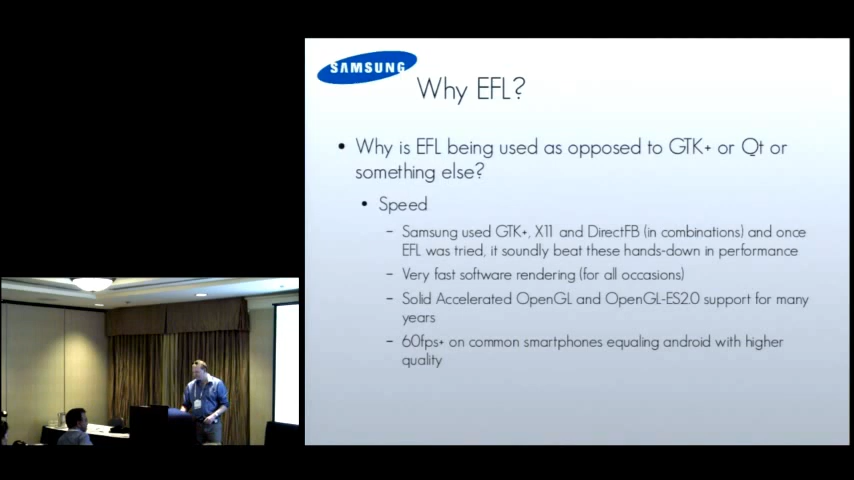 SAMSUNG
Why EFL?
• Why is EFL being used as opposed to GTK+ or Qt or
something else?
• Speed
– Samsung used GTK+, X11 and DirectFB (in combinations) and once
EFL was tried, it soundly beat these hands-down in performance
– Very fast software rendering (for all occasions)
– Solid Accelerated OpenGL and OpenGL-ES2.0 support for many
years
– 60fps+ on common smartphones equaling android with higher
quality